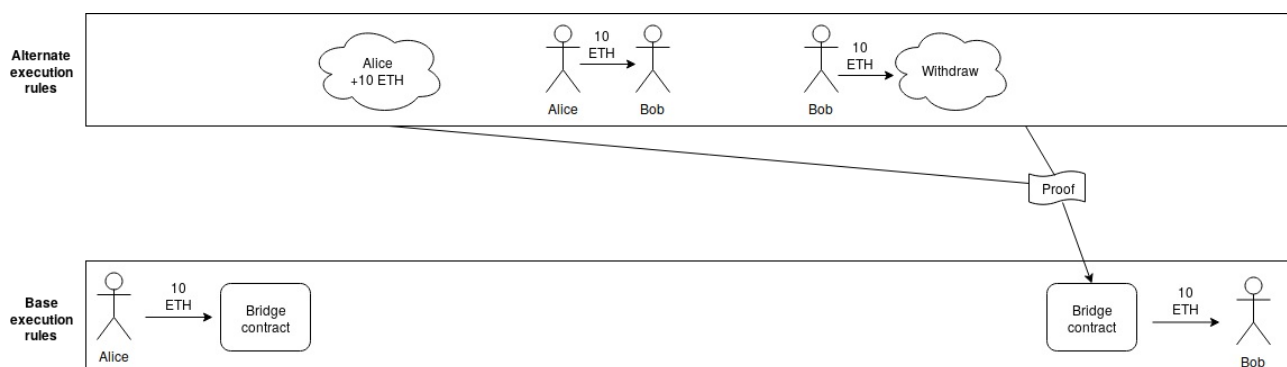 Alternate
execution
rules
Alice
+10 ETH
10
ETH
Alice
Bob
10
ETH
Bob
Withdraw
Proof
Base
execution
rules
10
ETH
Alice
Bridge
contract
Bridge
contract
10
ETH
Bob